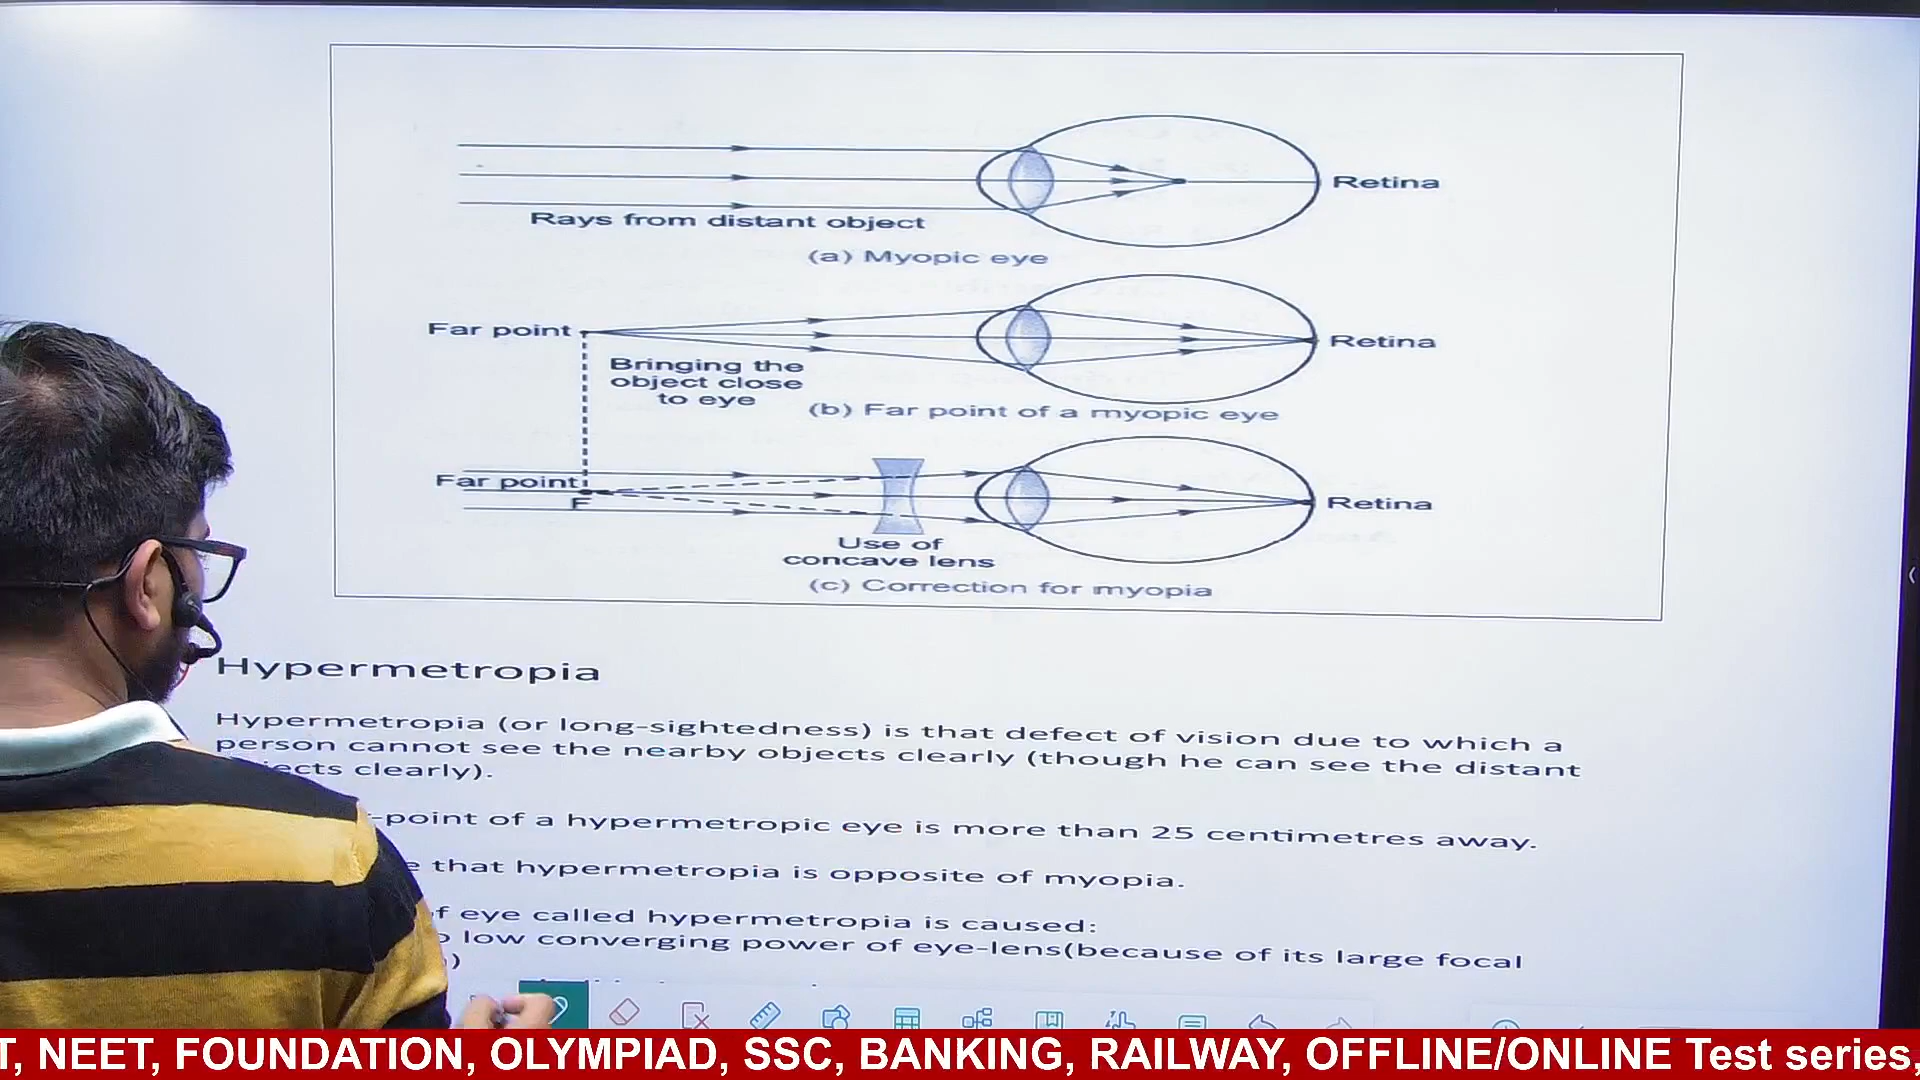 Retina
Rays from distant object
(a) Myopic eye
Far point
Bringing the
object close
to eye
Retina
(b) Far point of a myopic eye
Far point
F
Retina
Use of
concave lens
(c) Correction for myopia
Hypermetropia
Hypermetropia (or long-sightedness) is that defect of vision due to which a
person cannot see the nearby objects clearly (though he can see the distant
clearly).
-point of a hypermetropic eye is more than 25 centimetres away.
that hypermetropia is opposite of myopia.
eye called hypermetropia is caused:
low converging power of eye-lens(because of its large focal
NEET, FOUNDATION, OLYMPIAD, SSC, BANKING, RAILWAY, OFFLINE/ONLINE Test series,